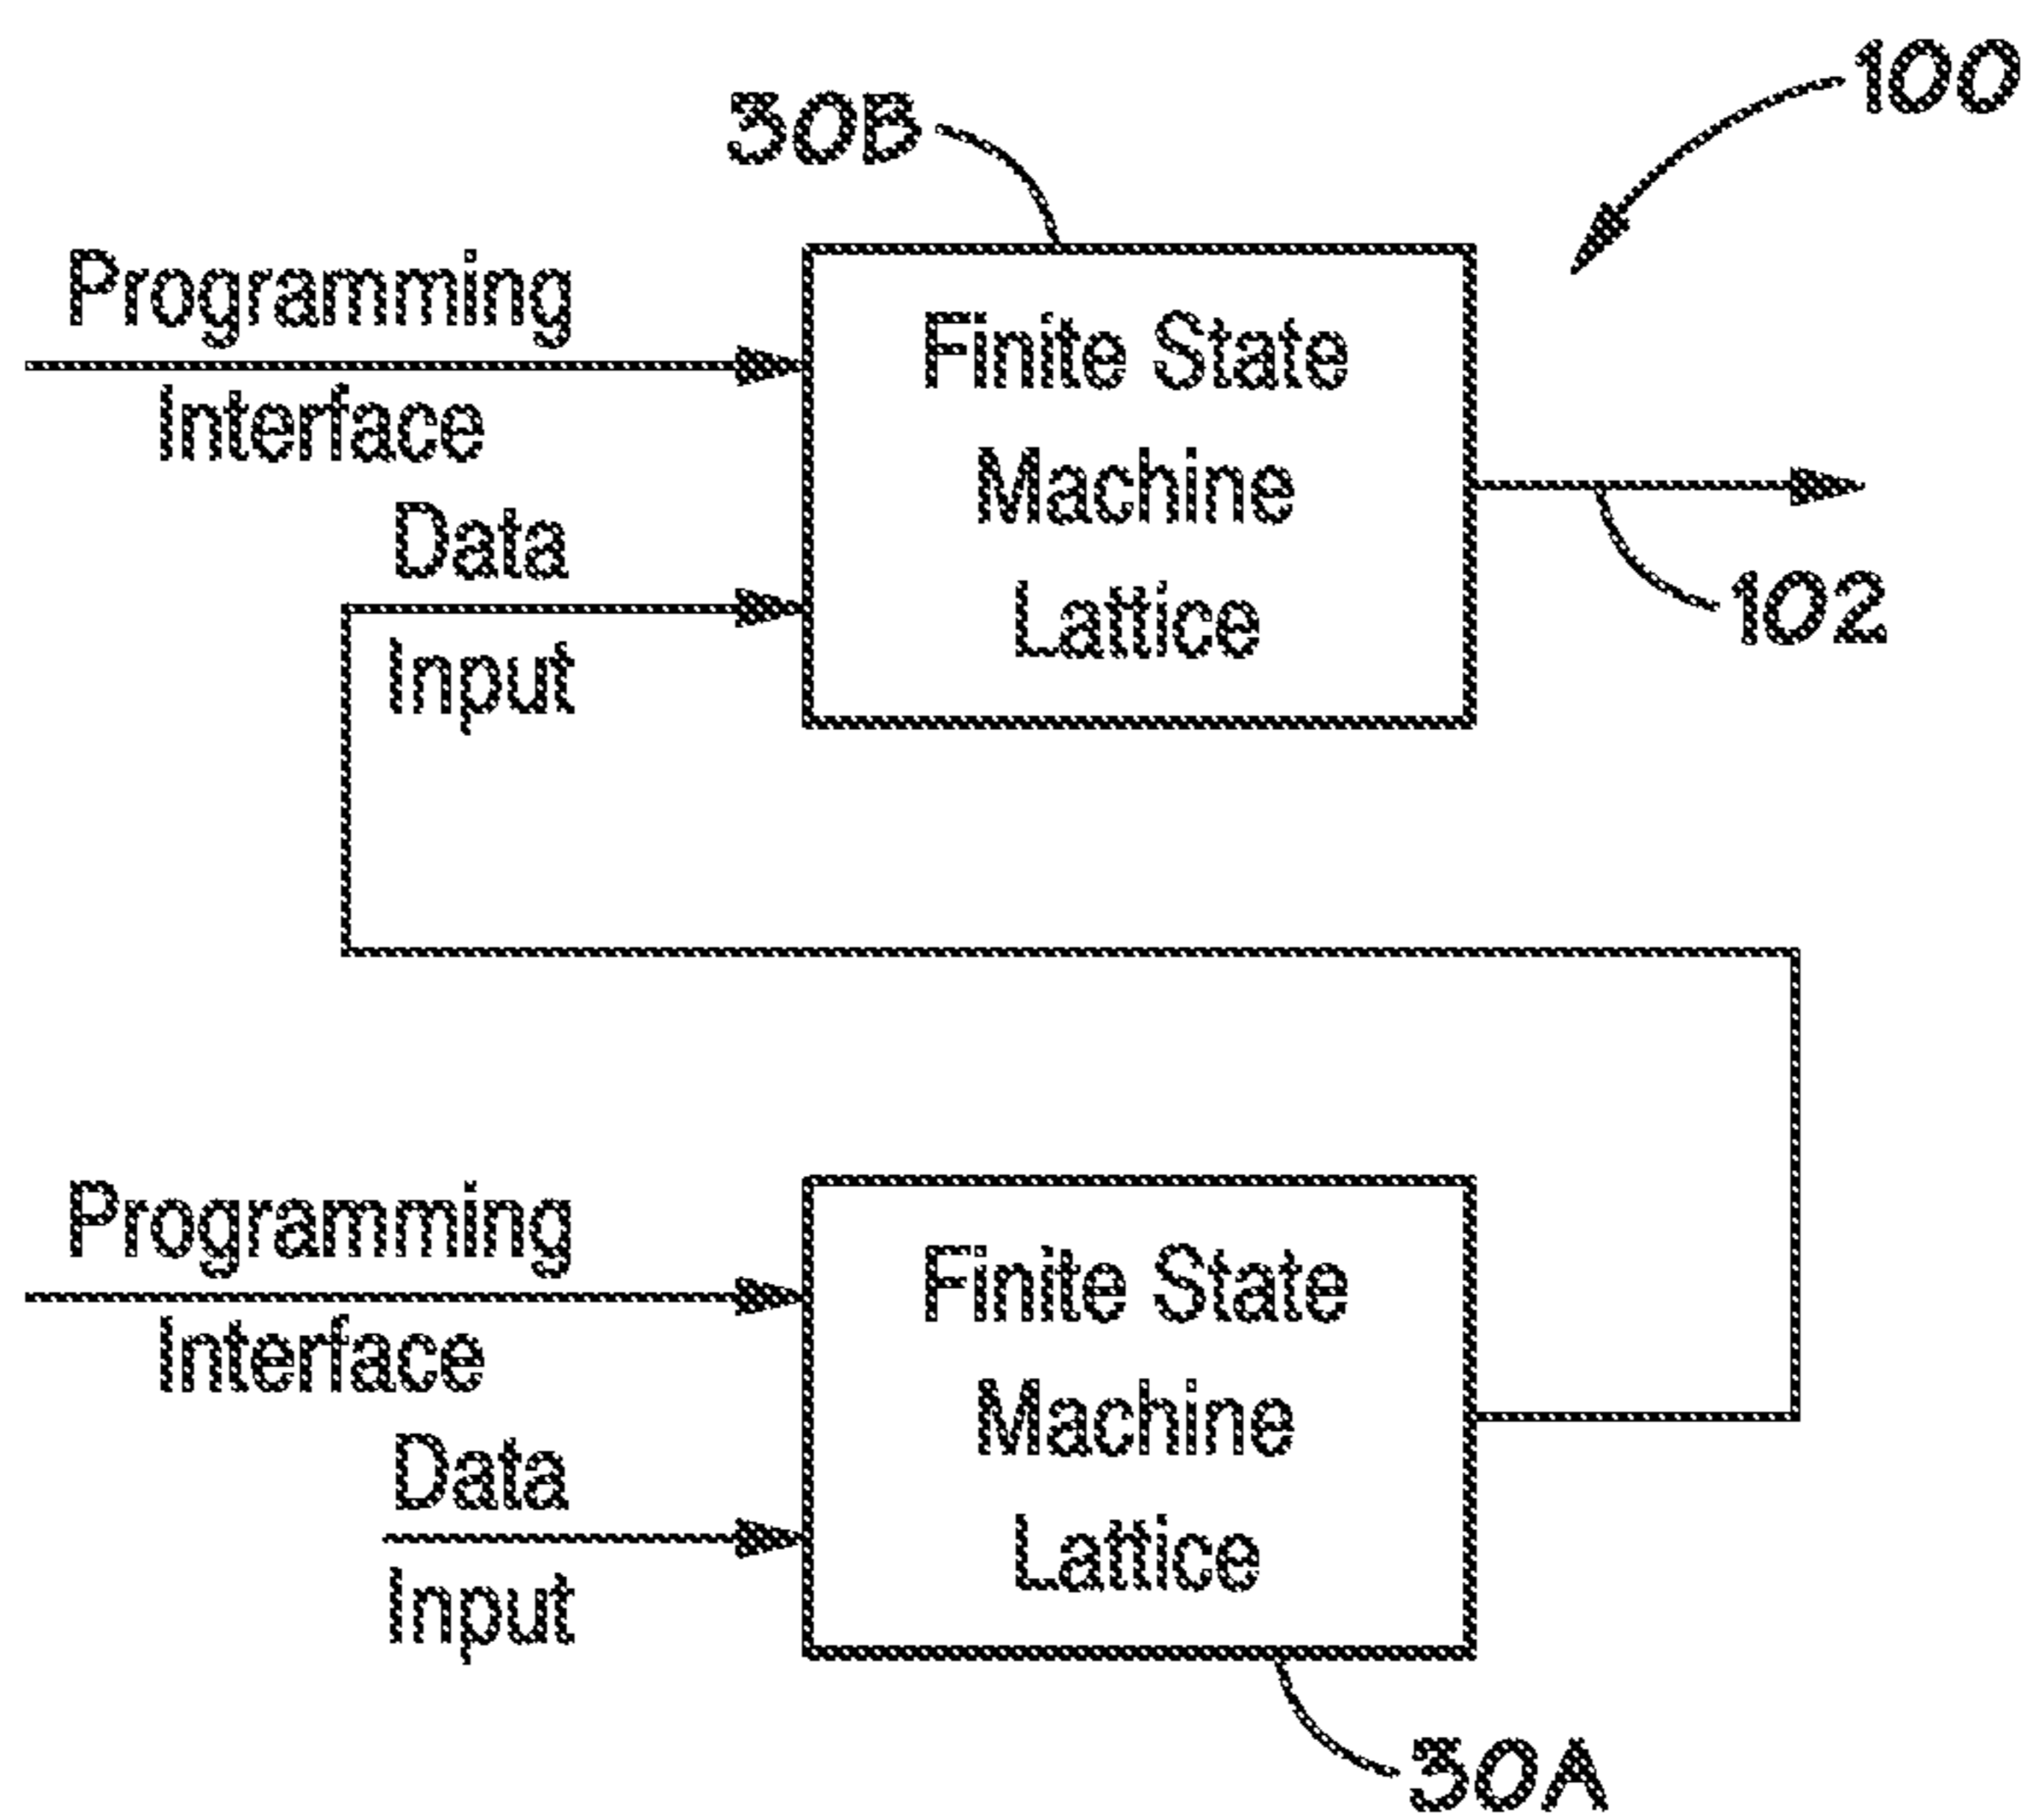 100
30B
Programming
Interface
Finite State
Machine
Lattice
Data
Input
102
Programming
Interface
Finite State
Machine
Lattice
Data
Input
30A